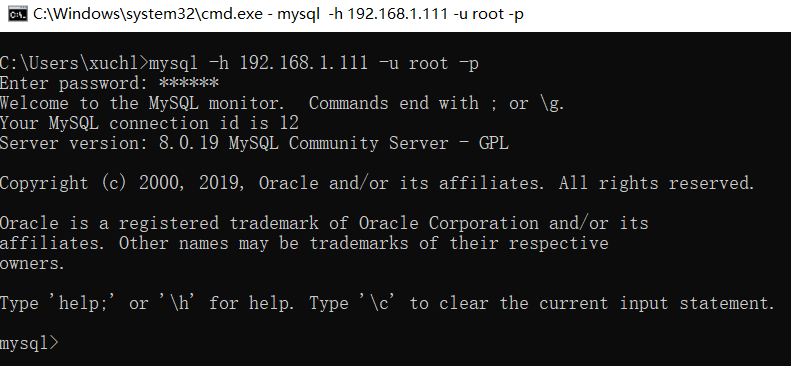 C:\Windows\system32\cmd.exe - mysql  -h 192.168.1.111 -u root -p
C:\Users\xuchl>mysql -h 192.168.1.111 -u root -p
Enter password: ******
Welcome to the MySQL monitor.  Commands end with ; or \g.
Your MySQL connection id is 12
Server version: 8.0.19 MySQL Community Server - GPL
Copyright (c) 2000, 2019, Oracle and/or its affiliates. All rights reserved.
Oracle is a registered trademark of Oracle Corporation and/or its
affiliates. Other names may be trademarks of their respective
owners.
Type 'help;' or '\h' for help. Type '\c' to clear the current input statement.
mysql>